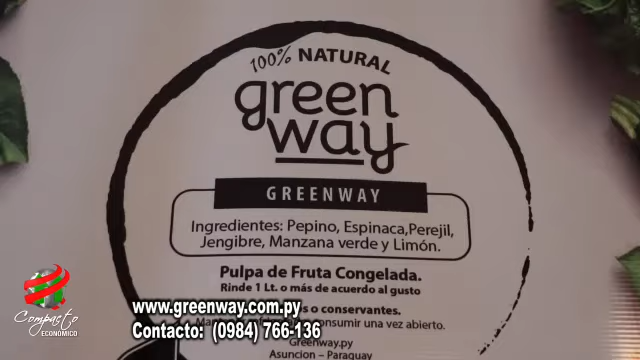 100% NATURAL
green
way
GREENWAY
Ingredientes: Pepino, Espinaca,Perejil,
Jengibre, Manzana verde y Limón.
Pulpa de Fruta Congelada.
Rinde 1 Lt. o más de acuerdo al gusto
o conservantes.
consumir una vez abierto.
Greenway.py
Asuncion – Paraguay
www.greenway.com.py
Contacto: (0984) 766-136
Compacto
ECONÓMICO